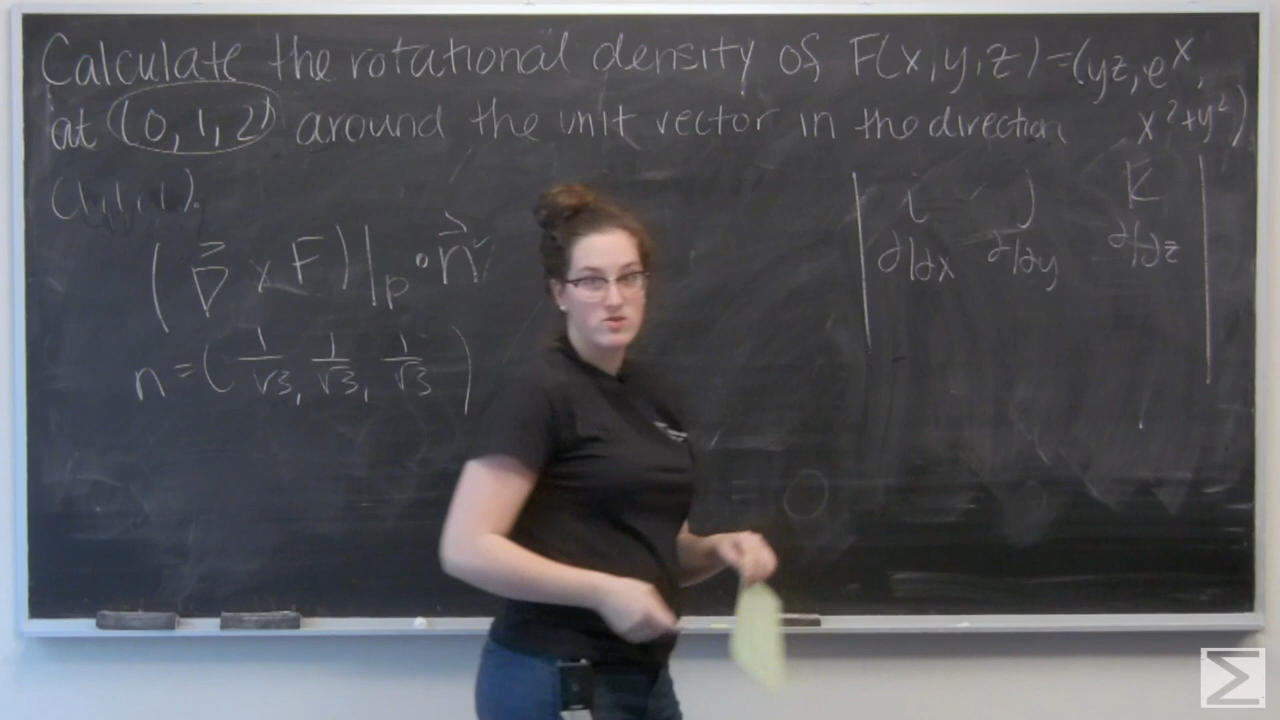 Calculate the rotational density of F(x,y,z)=(yz,e^x,
at (0,1,2) around the unit vector in the direction x²+y²)
(1,1,1).
(∇⃗ × F)|_p • n⃗
n=(1/√3, 1/√3, 1/√3)
i j k
∂/∂x ∂/∂y ∂/∂z
Σ